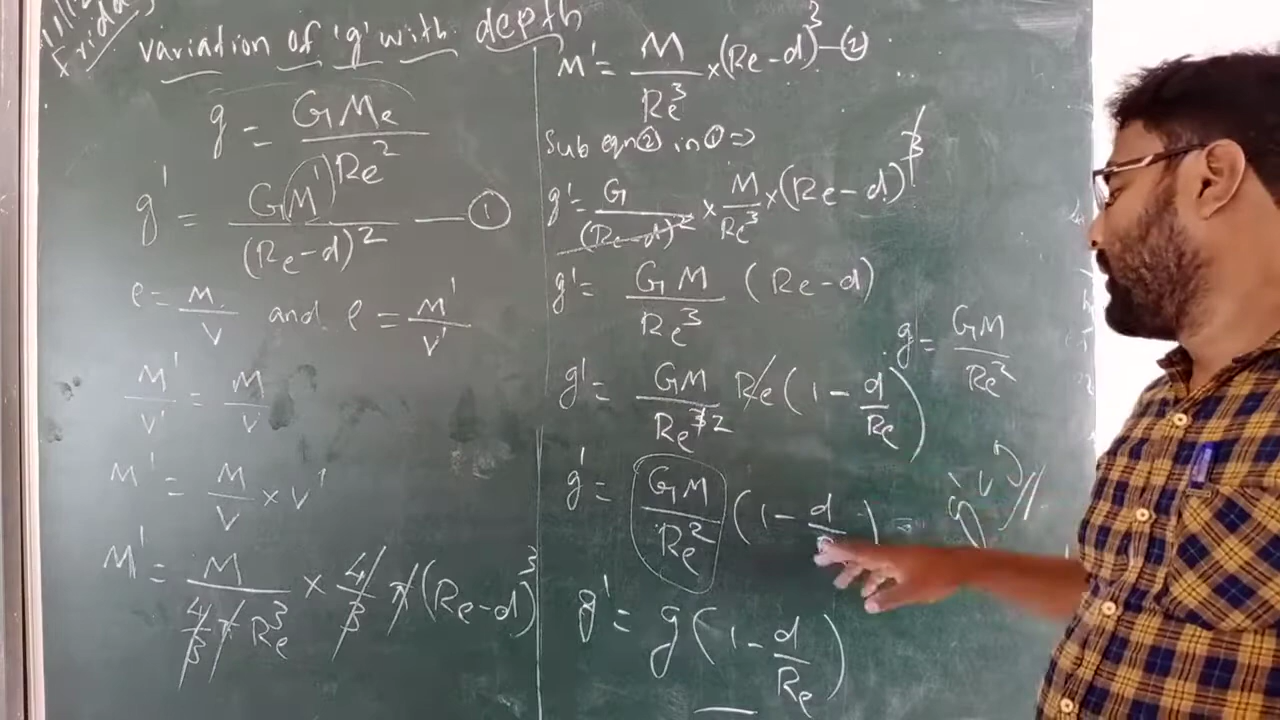 Friday
variation of 'g' with depth
g = GMe / Re²
g' = GM' / (Re-d)² — ①
ρ = M / V and ρ = M' / V'
M' / V' = M / V
M' = M / V × V'
M' = M / 4/3 π Re³ × 4/3 π (Re-d)³
M' = M / Re³ × (Re-d)³ — ②
Sub eqn ② in ① ⇒
g' = G / (Re-d)² × M / Re³ × (Re-d)³
g' = GM / Re³ (Re-d)
g = GM / Re²
g' = GM / Re³ 2 Re (1 - d / Re)
g' = GM / Re² (1 - d / ) =
g' = g (1 - d / Re)